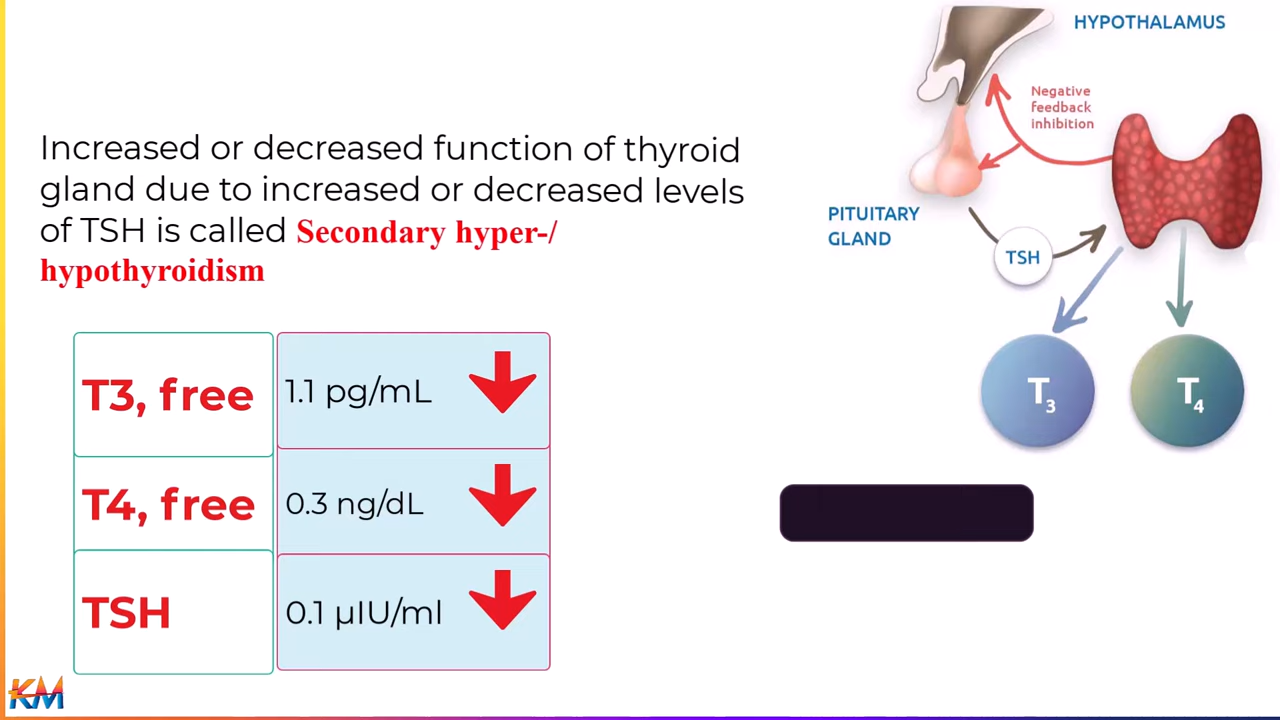 Increased or decreased function of thyroid
gland due to increased or decreased levels
of TSH is called Secondary hyper-/
hypothyroidism
T3, free
1.1 pg/mL
T4, free
0.3 ng/dL
TSH
0.1 µIU/ml
HYPOTHALAMUS
Negative
feedback
inhibition
PITUITARY
GLAND
TSH
T3
T4
KM